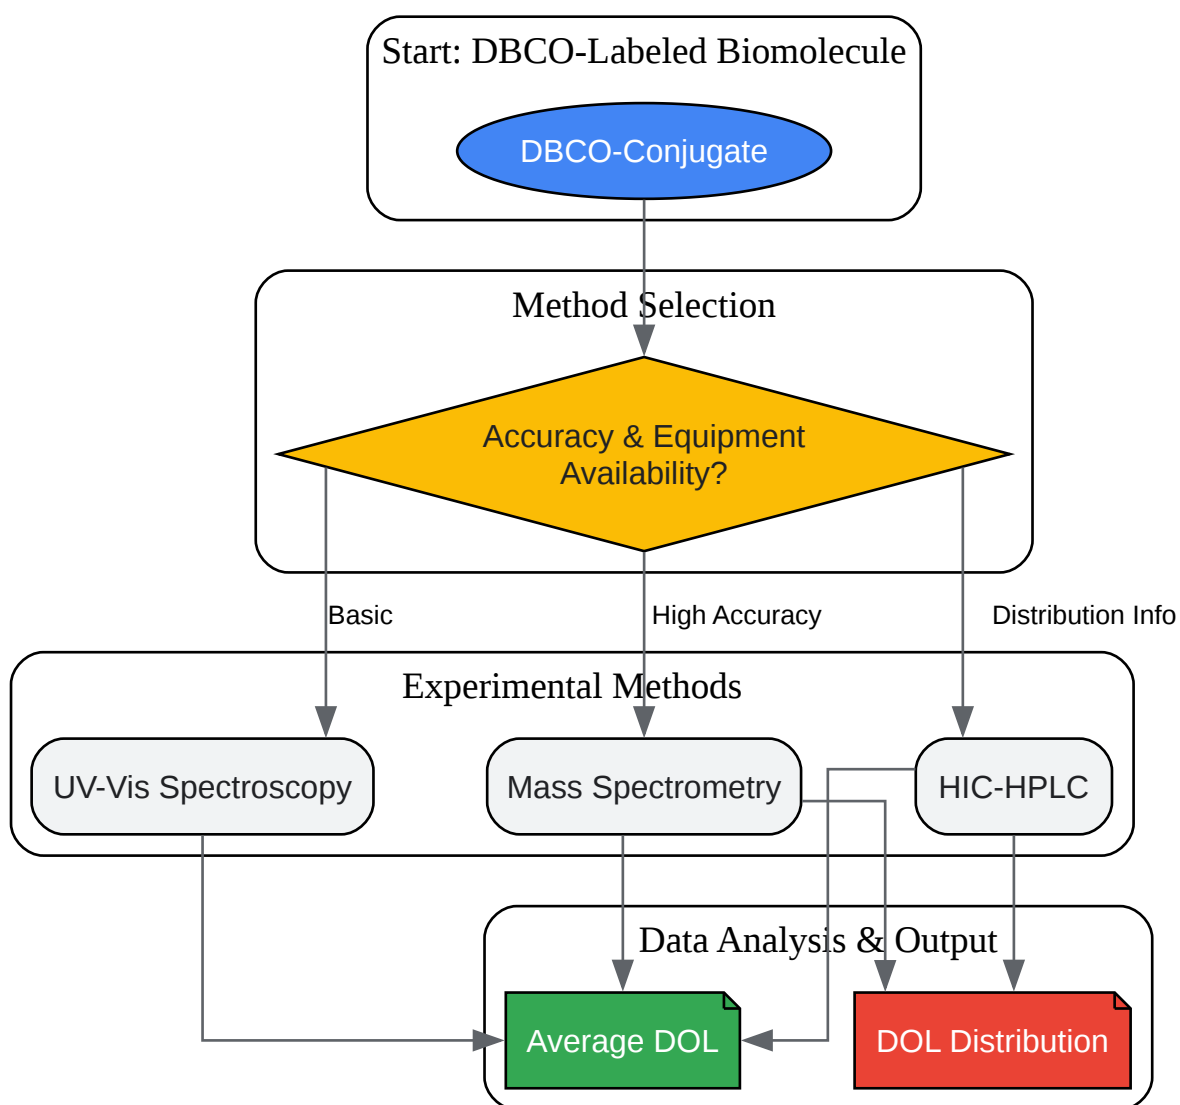 Start: DBCO-Labeled Biomolecule
DBCO-Conjugate
Method Selection
Accuracy & Equipment
Availability?
Basic
High Accuracy
Distribution Info
Experimental Methods
UV-Vis Spectroscopy
Mass Spectrometry
HIC-HPLC
Data Analysis & Output
Average DOL
DOL Distribution